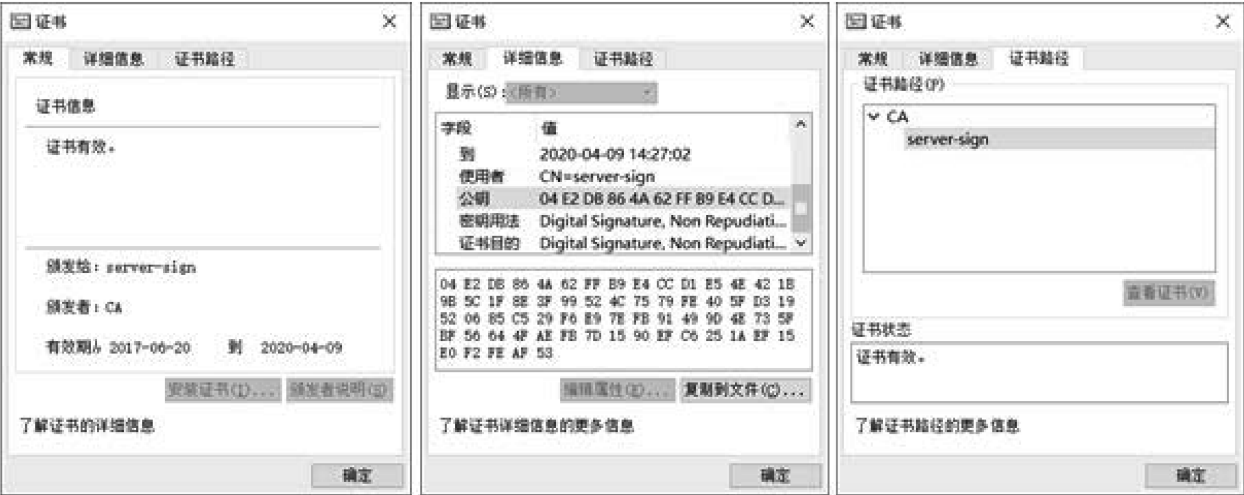 证书
常规 详细信息 证书路径
证书信息
证书有效。
颁发给: server-sign
颁发者: CA
有效期从 2017-06-20 到 2020-04-09
安装证书(I)... 颁发者说明(S)
了解证书的详细信息
确定
证书
常规 详细信息 证书路径
显示(S): <所有>
字段 值
到 2020-04-09 14:27:02
使用者 CN=server-sign
公钥 04 E2 DB 86 4A 62 FF B9 E4 CC D...
密钥用法 Digital Signature, Non Repudiati...
证书目的 Digital Signature, Non Repudiati...
04 E2 DB 86 4A 62 FF B9 E4 CC D1 E5 4E 42 1B
9B 5C 1F 8E 3F 99 52 4C 75 79 FE 40 5F D3 19
52 06 85 C5 29 F6 E9 7E FB 91 49 9D 4E 73 5F
BF 56 64 4F AE FB 7D 15 90 EF C6 25 1A EF 15
E0 F2 FE AF 53
编辑属性(E)... 复制到文件(C)...
了解证书详细信息的更多信息
确定
证书
常规 详细信息 证书路径
证书路径(P)
CA
server-sign
查看证书(V)
证书状态
证书有效。
了解证书路径的更多信息
确定